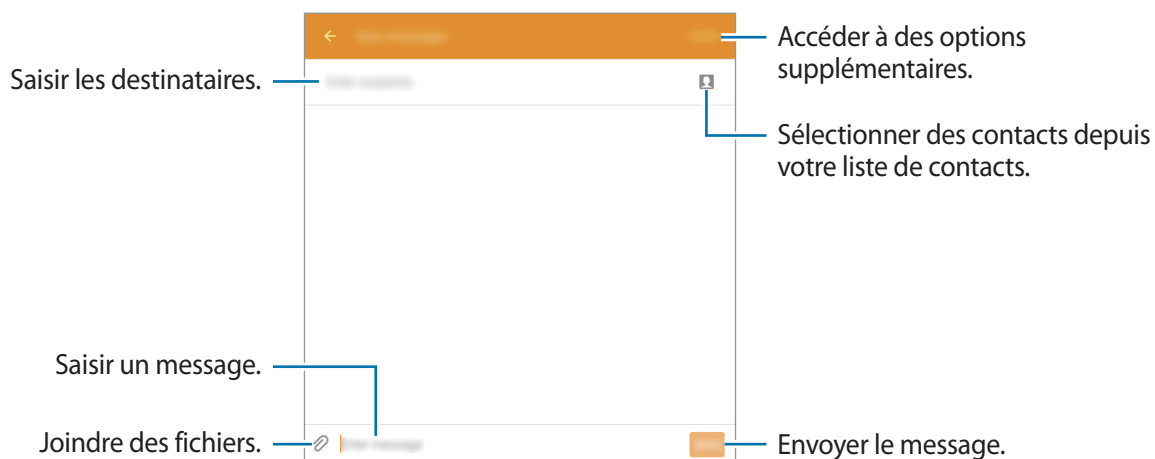 Accéder à des options
supplémentaires.
Saisir les destinataires.
Sélectionner des contacts depuis
votre liste de contacts.
Saisir un message.
Joindre des fichiers.
Envoyer le message.